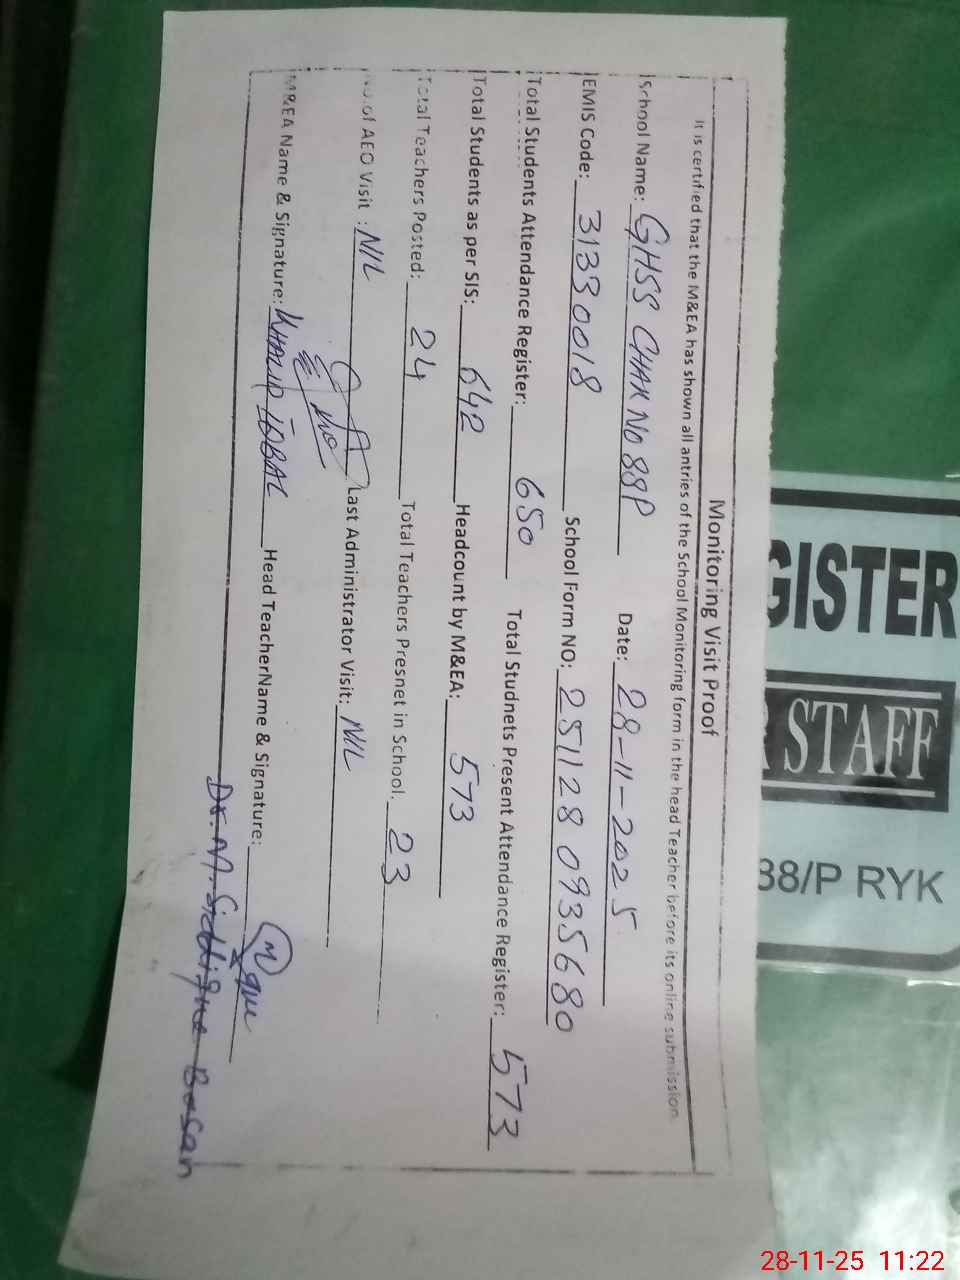 Monitoring Visit Proof
It is certified that the M&EA has shown all antries of the School Monitoring form in the head Teacher before its online submission
School Name: GHSS CHAK No 88P Date: 28-11-2025
EMIS Code: 31330018 School Form NO: 251128 0935680
Total Students Attendance Register: 650 Total Studnets Present Attendance Register: 573
Total Students as per SIS: 642 Headcount by M&EA: 573
Total Teachers Posted: 24 Total Teachers Presnet in School. 23
No.of AEO Visit : NIL Last Administrator Visit: NIL
M&EA Name & Signature: KHALID IQBAL Head TeacherName & Signature:
Dr. M. Siddique Bosan
GISTER
STAFF
88/P RYK
28-11-25 11:22